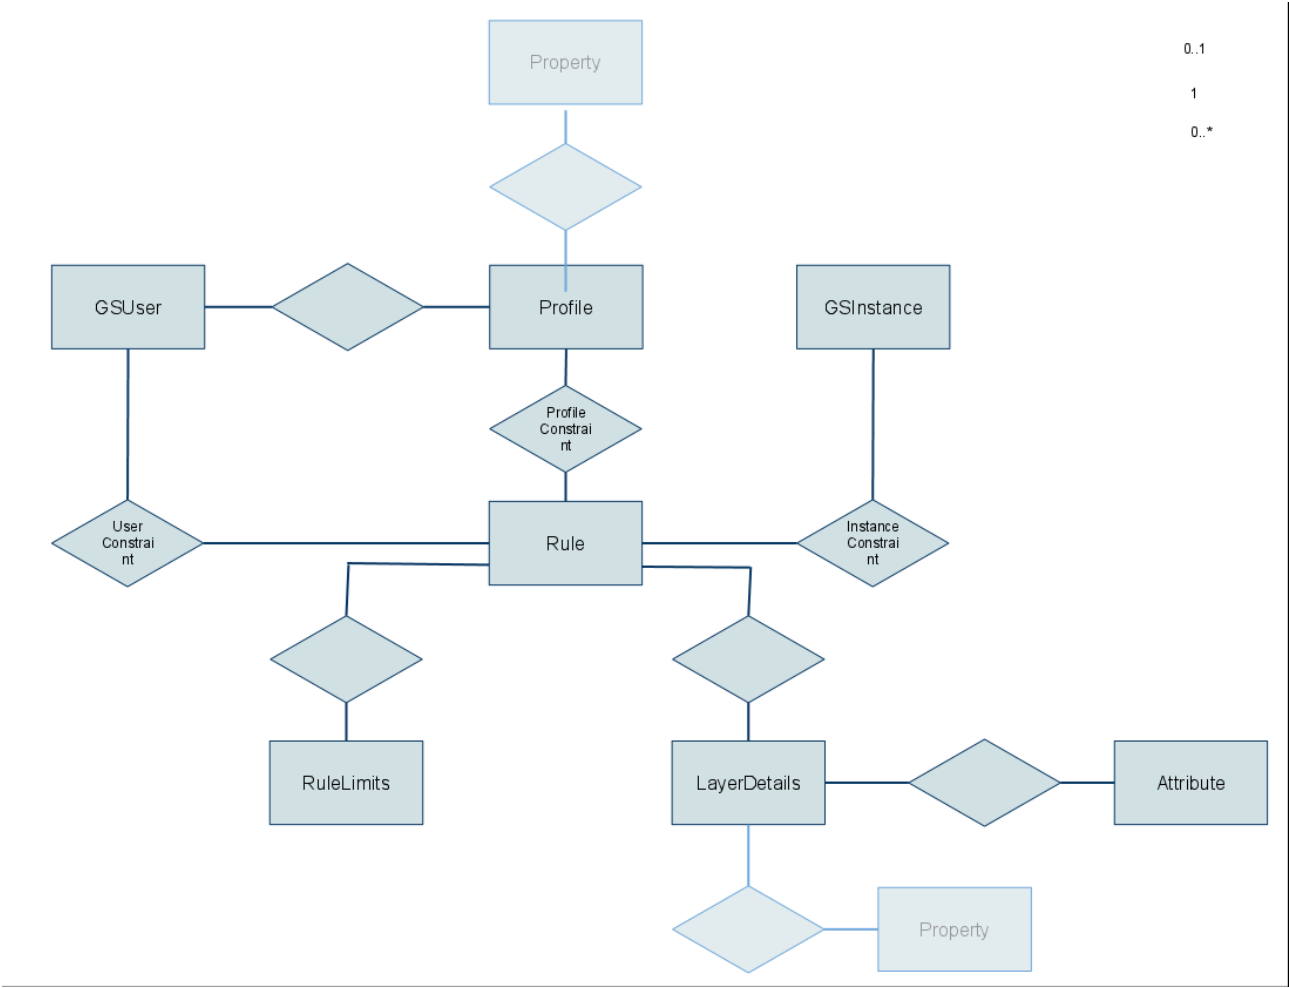 Property
0..1
1
0..*
GSUser
Profile
GSInstance
Profile
Constrai
nt
User
Constrai
nt
Rule
Instance
Constrai
nt
RuleLimits
LayerDetails
Attribute
Property